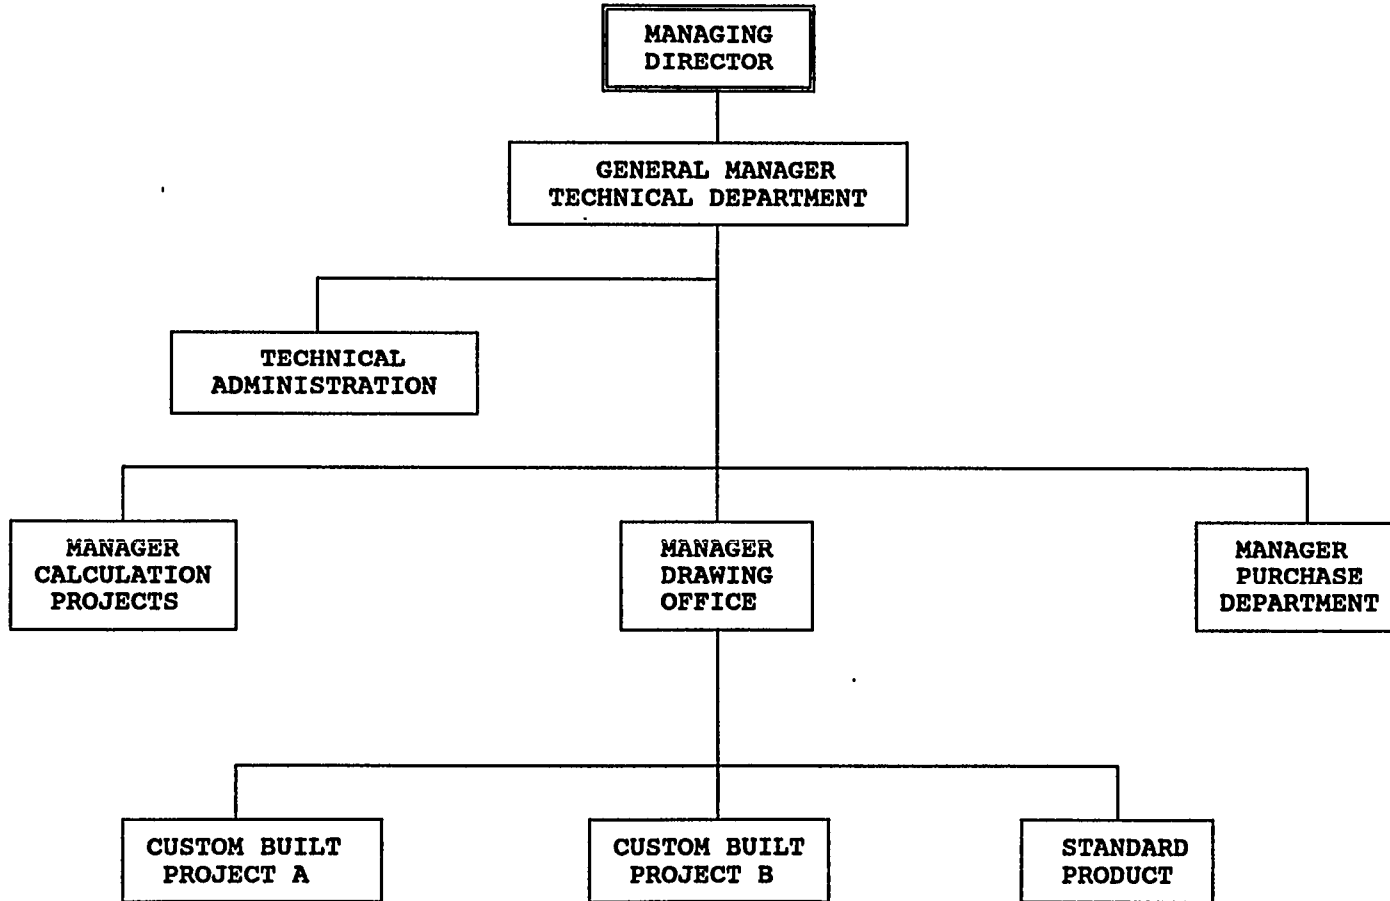 MANAGING
DIRECTOR
GENERAL MANAGER
TECHNICAL DEPARTMENT
TECHNICAL
ADMINISTRATION
MANAGER
CALCULATION
PROJECTS
MANAGER
DRAWING
OFFICE
MANAGER
PURCHASE
DEPARTMENT
CUSTOM BUILT
PROJECT A
CUSTOM BUILT
PROJECT B
STANDARD
PRODUCT